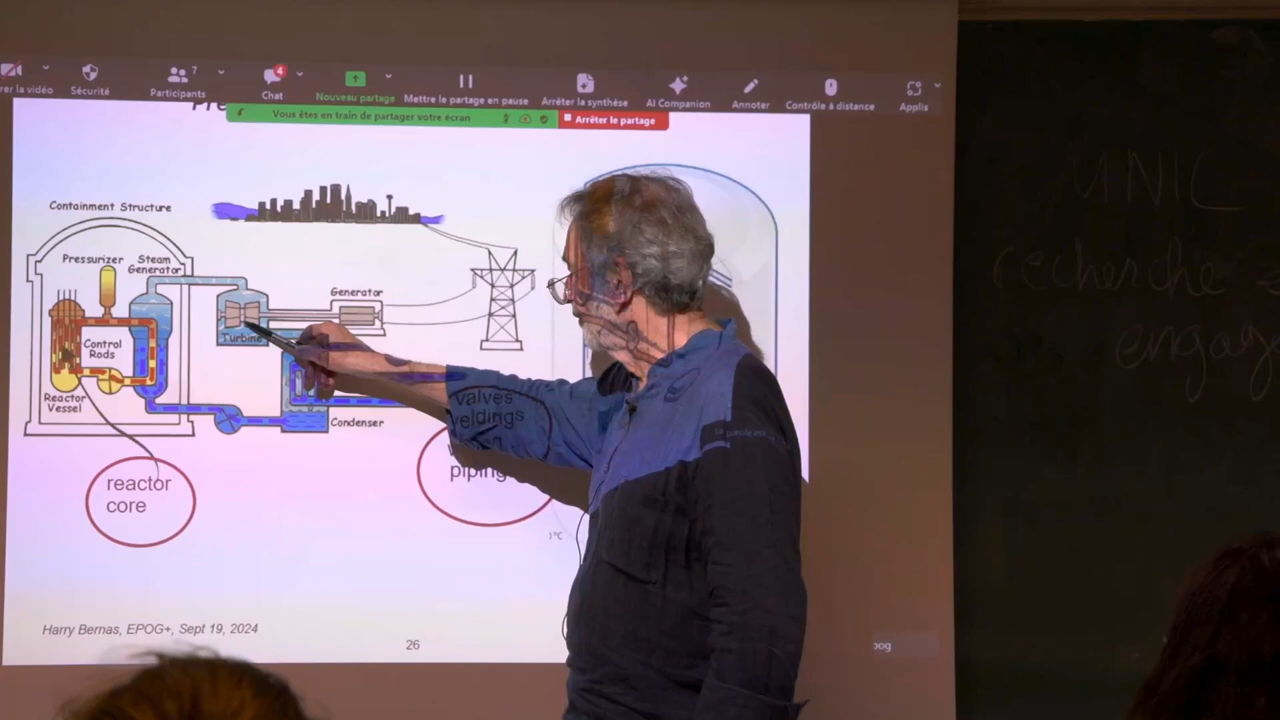 rer la vidéo
Sécurité
7
Participants
4
Chat
Nouveau partage
Mettre le partage en pause
Arrêter la synthèse
AI Companion
Annoter
Contrôle à distance
Applis
Vous êtes en train de partager votre écran
Arrêter le partage
Containment Structure
Pressurizer
Steam
Generator
Generator
Turbine
Control
Rods
Reactor
Vessel
Condenser
valves
piping
reactor
core
°C
Harry Bernas, EPOG+, Sept 19, 2024
26
UNIC
recherche
engag